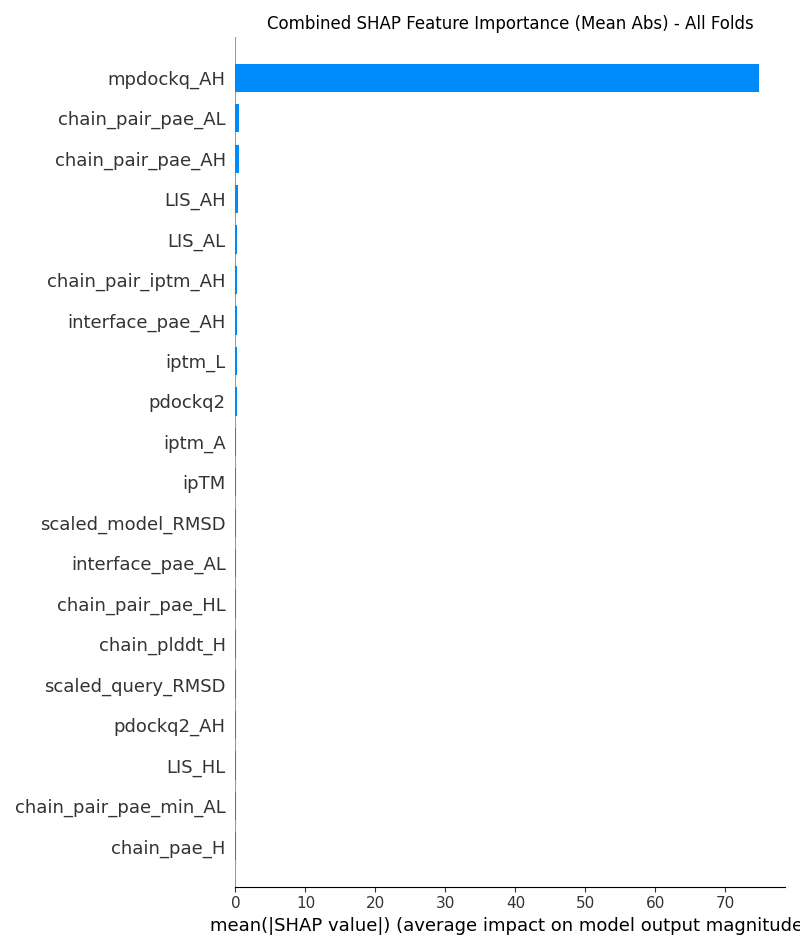 Combined SHAP Feature Importance (Mean Abs) - All Folds
mpdockq_AH
chain_pair_pae_AL
chain_pair_pae_AH
LIS_AH
LIS_AL
chain_pair_iptm_AH
interface_pae_AH
iptm_L
pdockq2
iptm_A
ipTM
scaled_model_RMSD
interface_pae_AL
chain_pair_pae_HL
chain_plddt_H
scaled_query_RMSD
pdockq2_AH
LIS_HL
chain_pair_pae_min_AL
chain_pae_H
0 10 20 30 40 50 60 70
mean(|SHAP value|) (average impact on model output magnitude